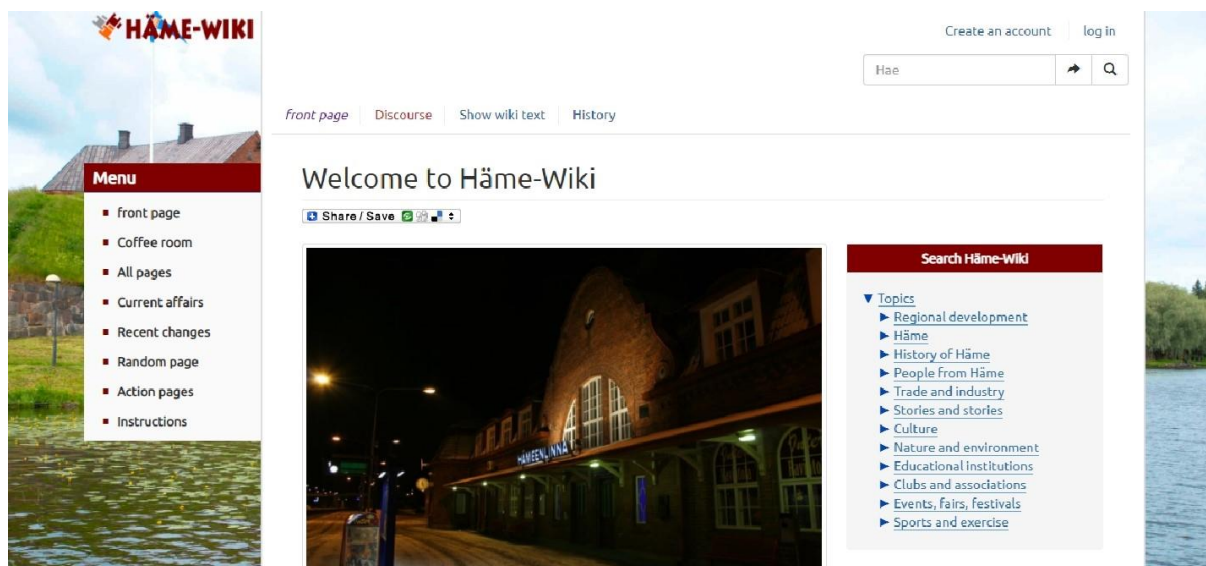 HÄME-WIKI
Create an account log in
Hae
front page Discourse Show wiki text History
Menu
front page
Coffee room
All pages
Current affairs
Recent changes
Random page
Action pages
Instructions
Welcome to Häme-Wiki
Share / Save
HÄMEENLINNA
Search Häme-Wiki
Topics
Regional development
Häme
History of Häme
People from Häme
Trade and industry
Stories and stories
Culture
Nature and environment
Educational institutions
Clubs and associations
Events, fairs, festivals
Sports and exercise